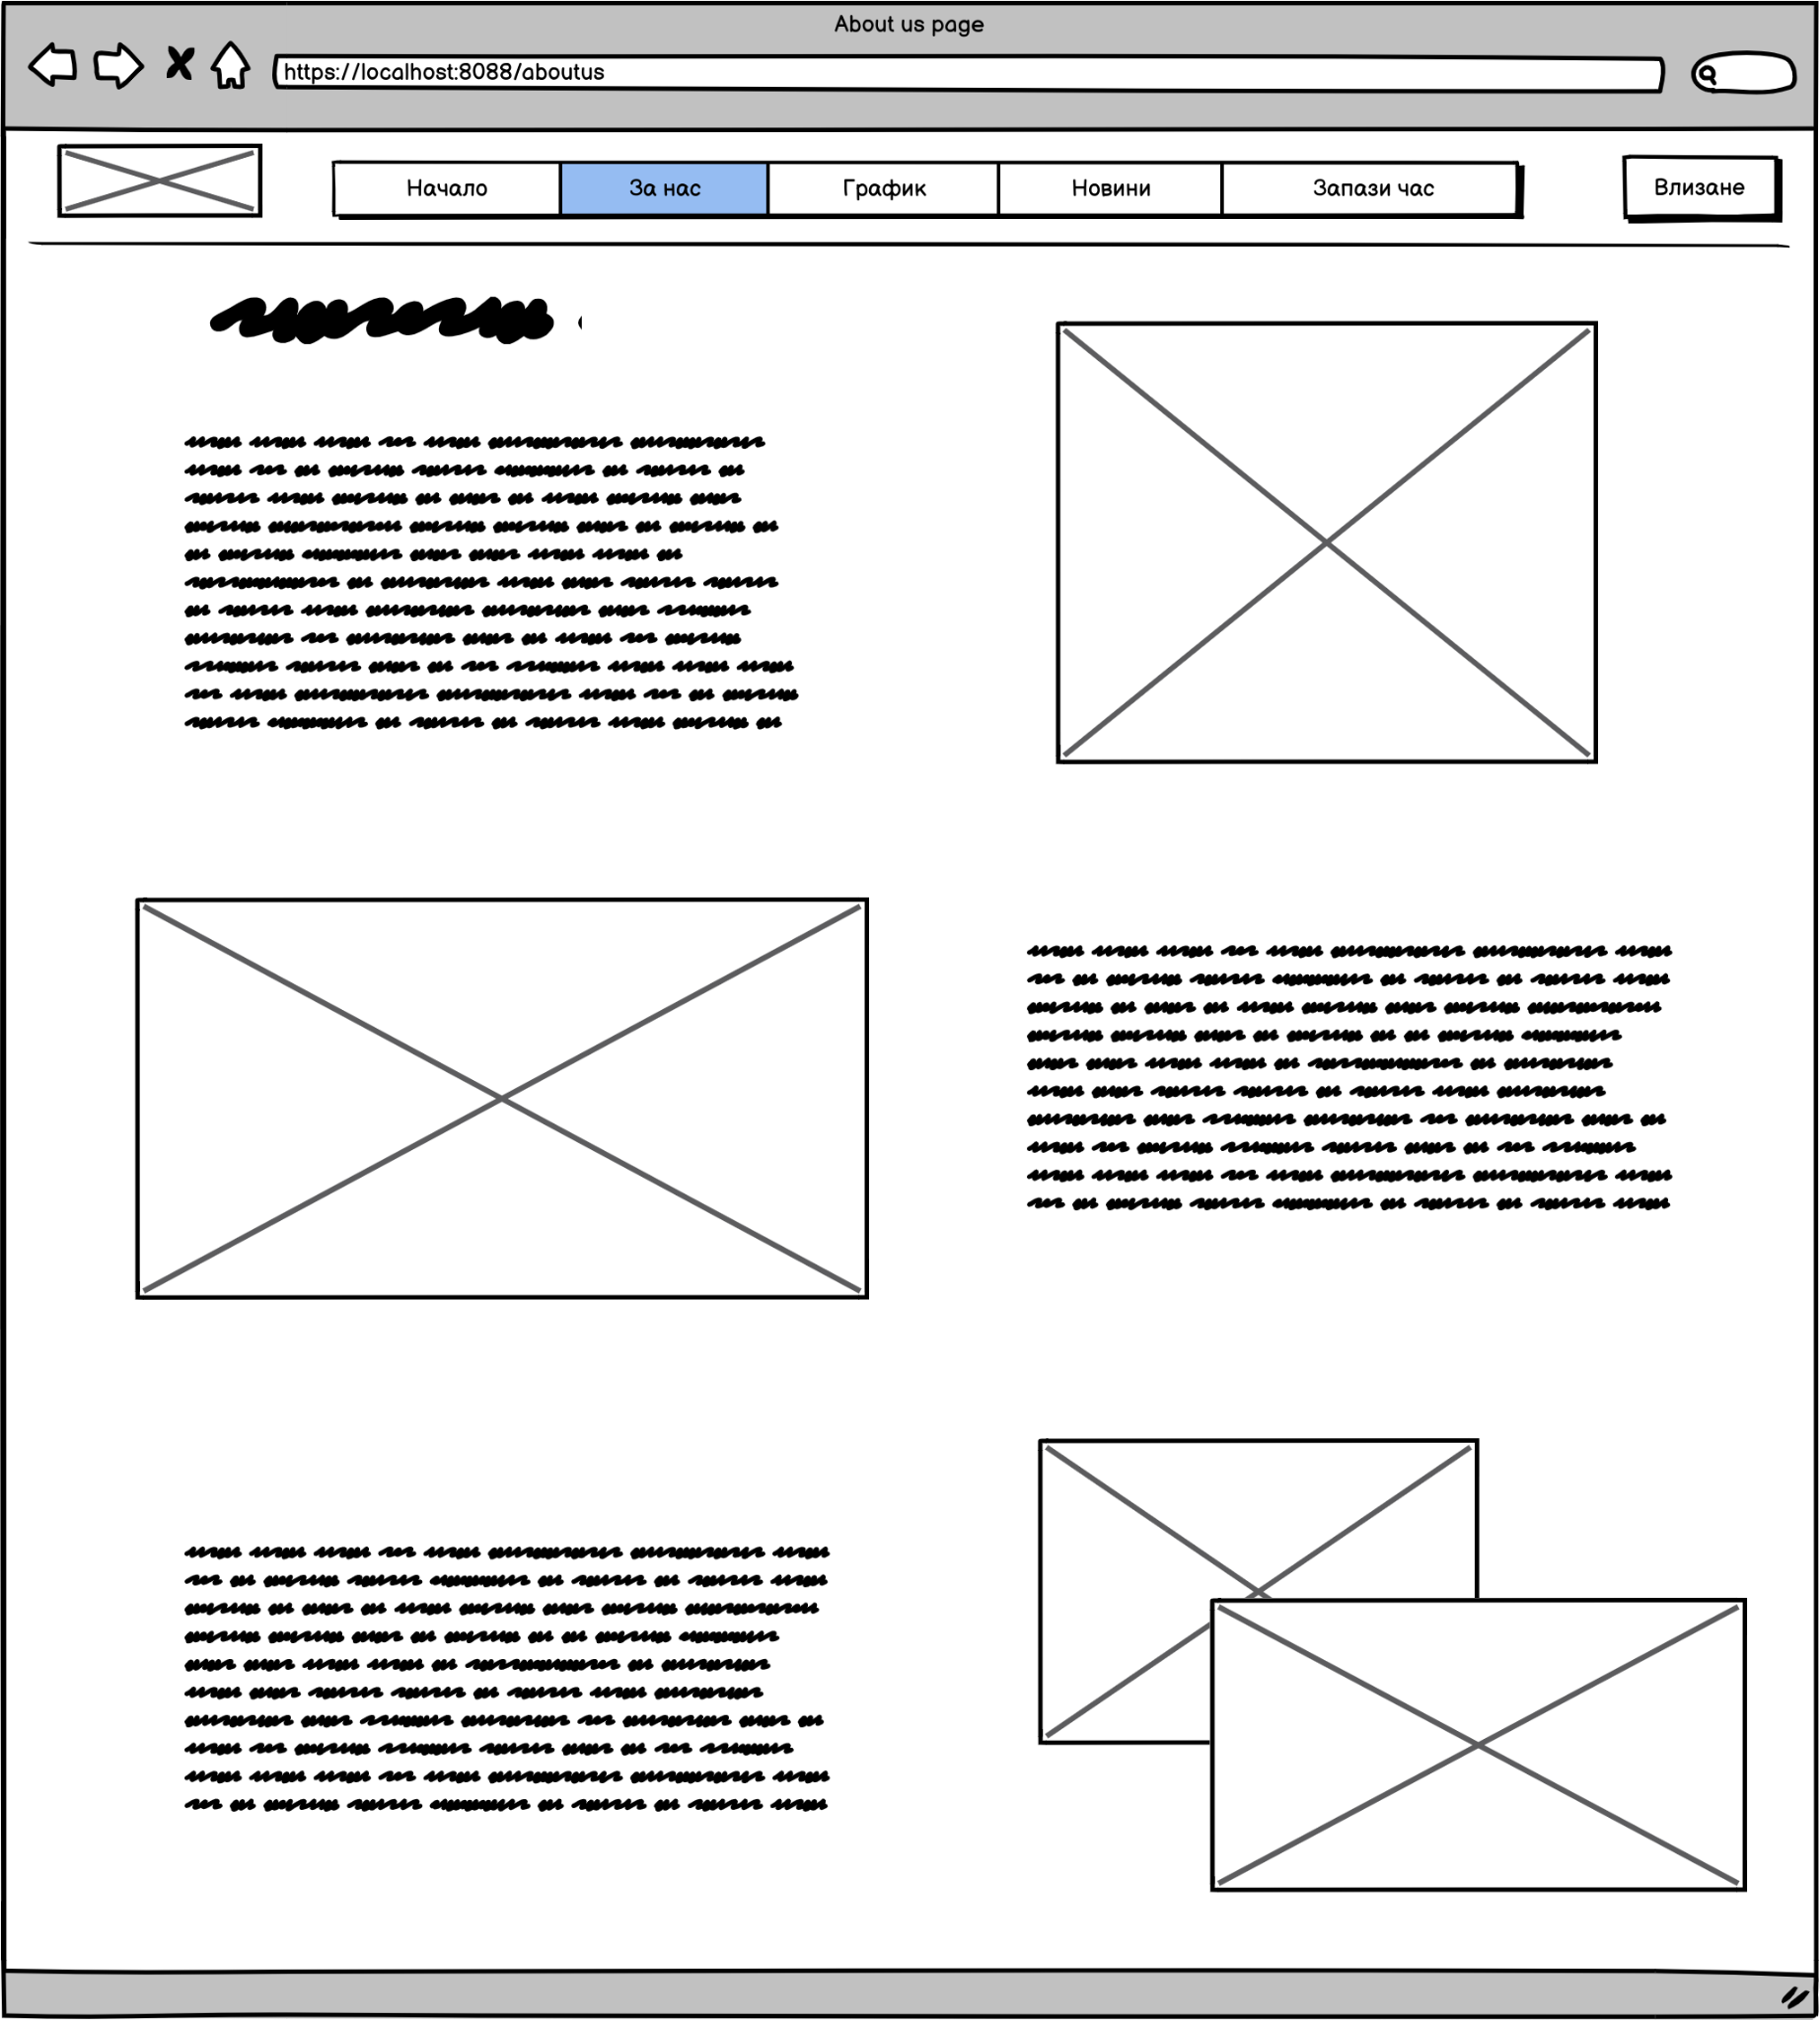 About us page
https://localhost:8088/aboutus
Начало За нас График Новини Запази час Влизане